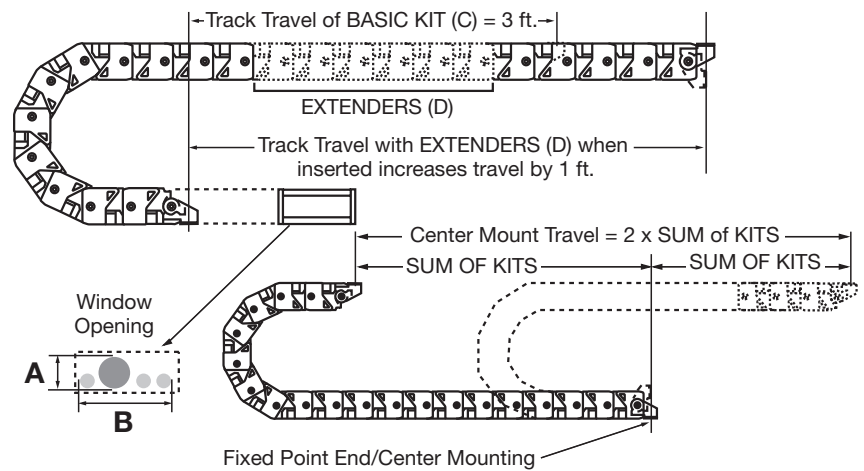 Track Travel of BASIC KIT (C) = 3 ft.
EXTENDERS (D)
Track Travel with EXTENDERS (D) when
inserted increases travel by 1 ft.
Center Mount Travel = 2 x SUM of KITS
SUM OF KITS
SUM OF KITS
Window
Opening
A
B
Fixed Point End/Center Mounting